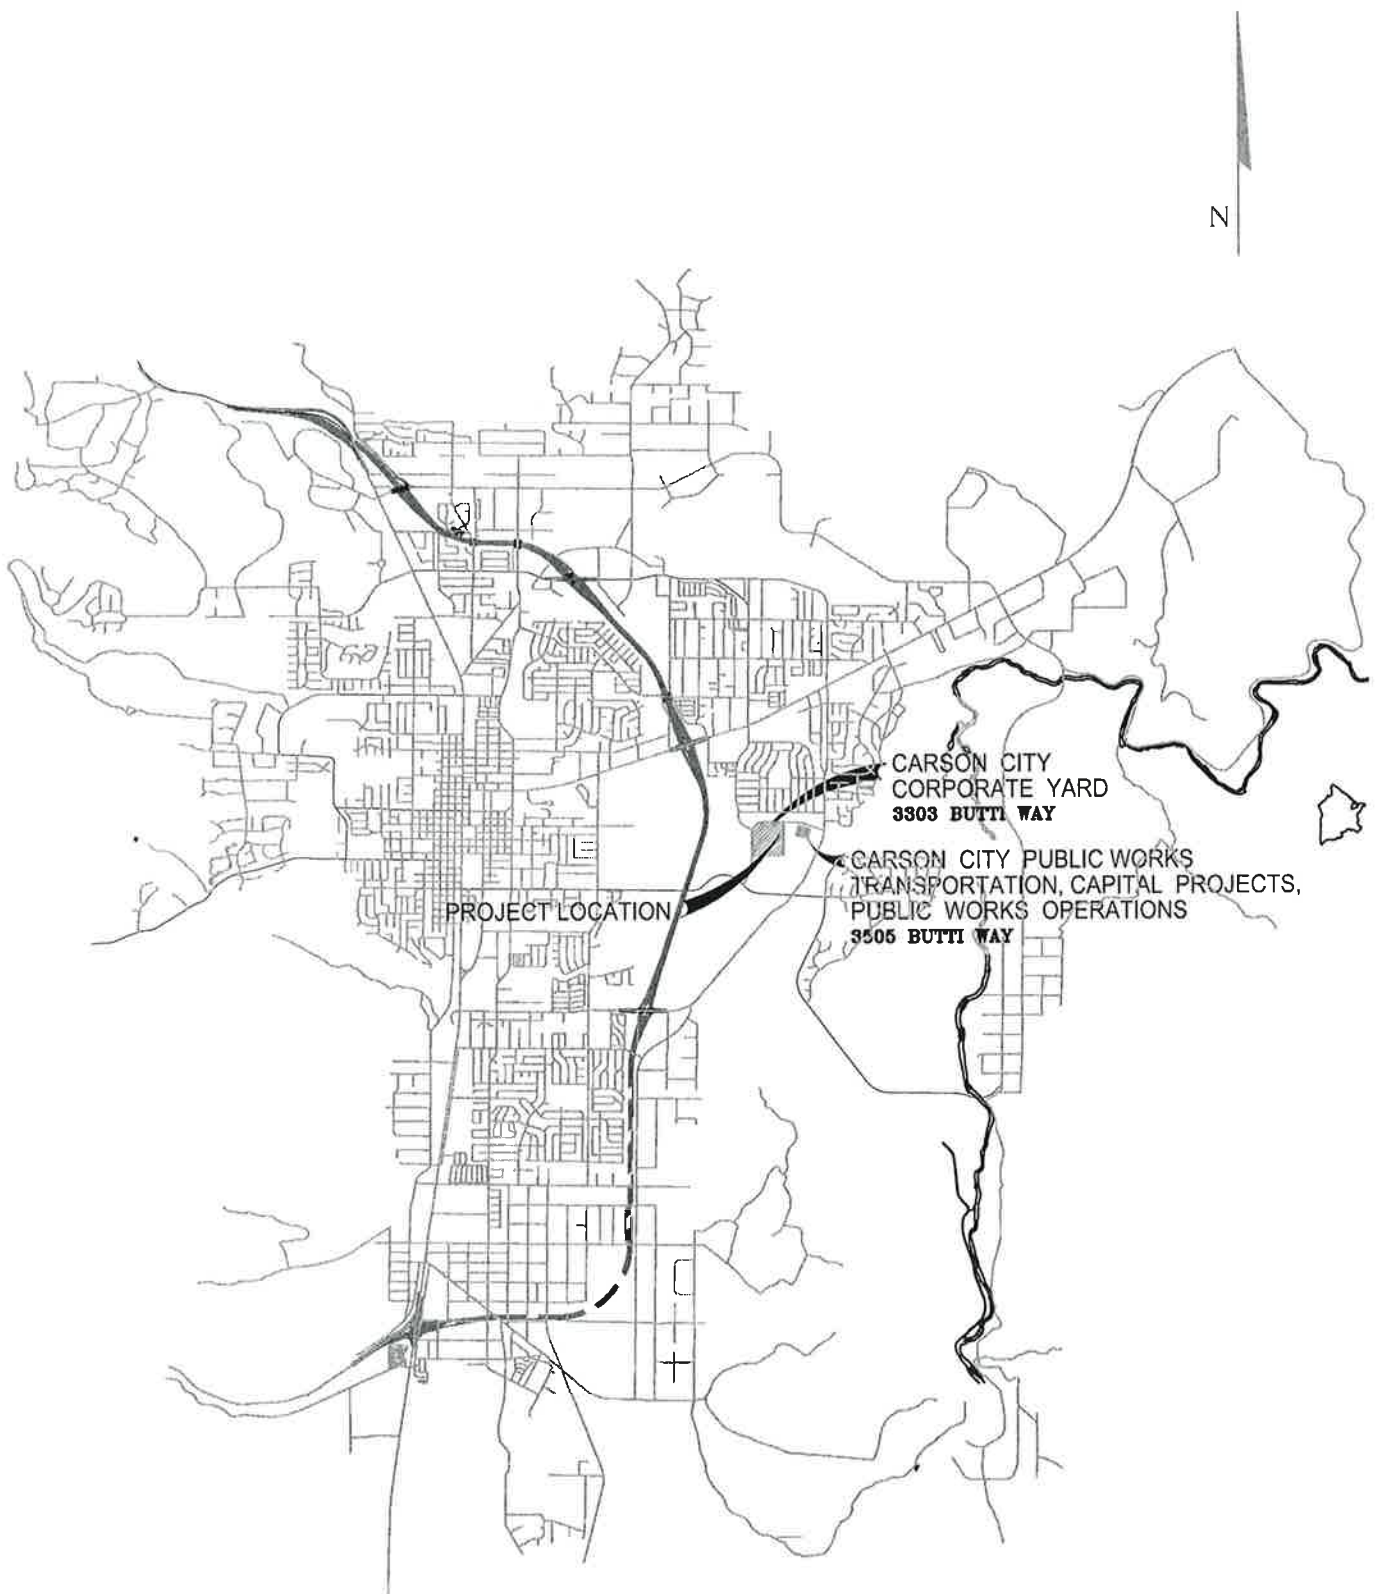 N
CARSON CITY
CORPORATE YARD
3303 BUTTI WAY
CARSON CITY PUBLIC WORKS
TRANSPORTATION, CAPITAL PROJECTS,
PUBLIC WORKS OPERATIONS
3505 BUTTI WAY
PROJECT LOCATION